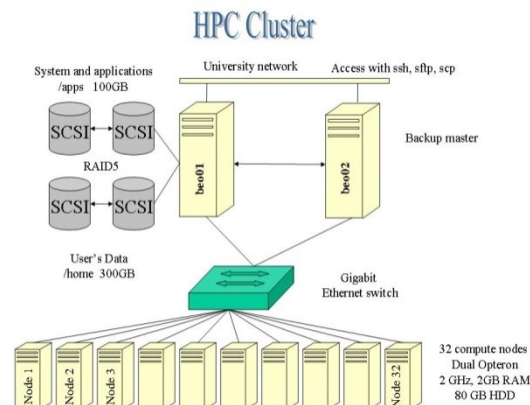 HPC Cluster
System and applications
/apps 100GB
University network
Access with ssh, sftp, scp
SCSI
SCSI
RAID5
SCSI
SCSI
beo01
beo02
Backup master
User's Data
/home 300GB
Gigabit
Ethernet switch
Node 1
Node 2
Node 3
Node 32
32 compute nodes
Dual Opteron
2 GHz, 2GB RAM
80 GB HDD